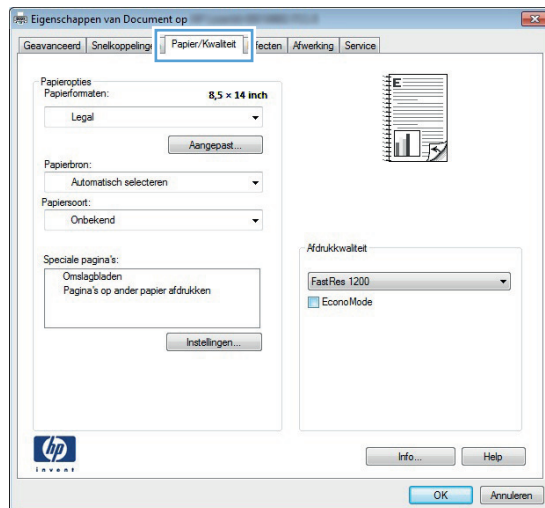 Eigenschappen van Document op
Geavanceerd Snelkoppelinge Papier/Kwaliteit fecten Afwerking Service
Papieropties
Papierformaten: 8,5 × 14 inch
Legal
Aangepast...
Papierbron:
Automatisch selecteren
Papiersoort:
Onbekend
Speciale pagina's:
Omslagbladen
Pagina's op ander papier afdrukken
Instellingen...
E
Afdrukkwaliteit
FastRes 1200
EconoMode
hp
invent
Info... Help
OK Annuleren